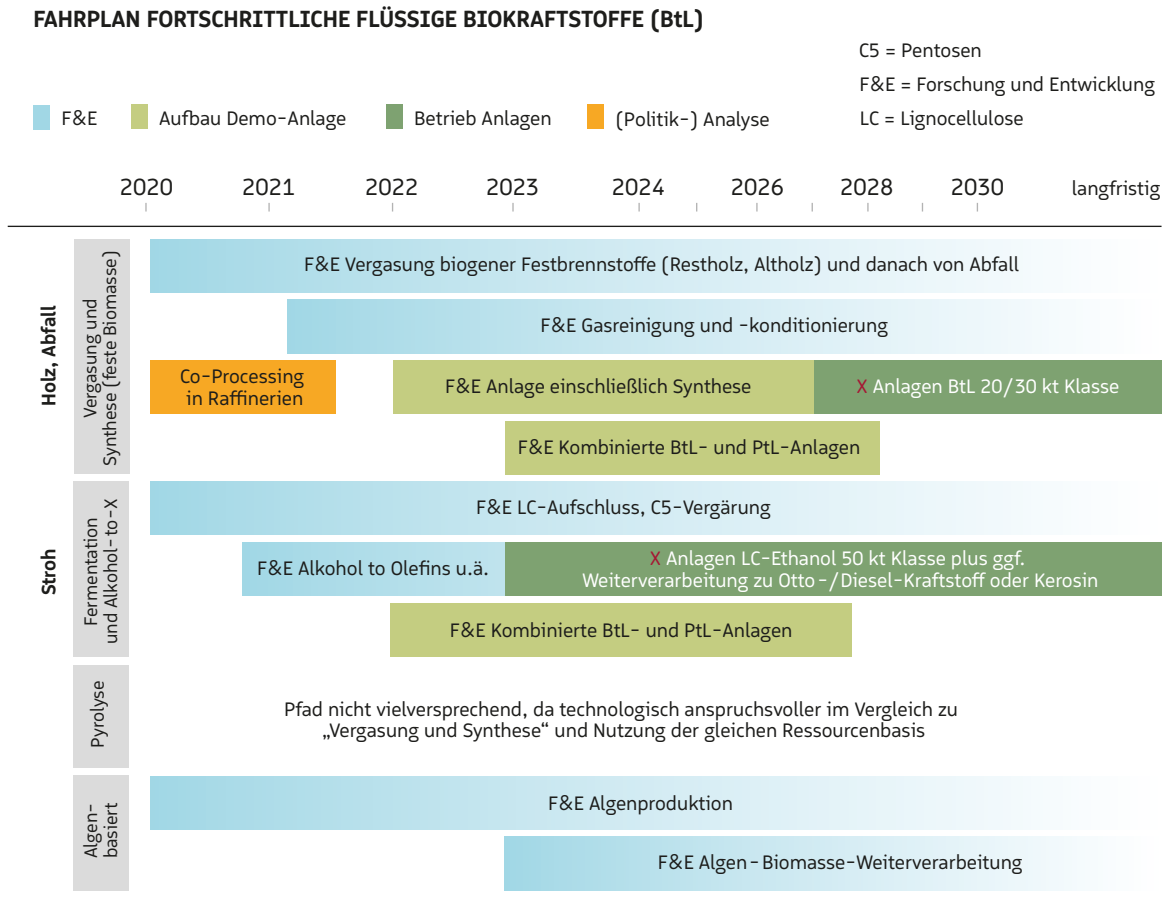 FAHRPLAN FORTSCHRITTLICHE FLÜSSIGE BIOKRAFTSTOFFE (BtL)
C5 = Pentosen
F&E = Forschung und Entwicklung
LC = Lignocellulose
F&E
Aufbau Demo-Anlage
Betrieb Anlagen
(Politik-) Analyse
2020 2021 2022 2023 2024 2026 2028 2030 langfristig
Holz, Abfall
Vergasung und
Synthese (feste Biomasse)
F&E Vergasung biogener Festbrennstoffe (Restholz, Altholz) und danach von Abfall
F&E Gasreinigung und -konditionierung
Co-Processing
in Raffinerien
F&E Anlage einschließlich Synthese
X Anlagen BtL 20/30 kt Klasse
F&E Kombinierte BtL- und PtL-Anlagen
Stroh
Fermentation
und Alkohol-to-X
F&E LC-Aufschluss, C5-Vergärung
F&E Alkohol to Olefins u.ä.
X Anlagen LC-Ethanol 50 kt Klasse plus ggf.
Weiterverarbeitung zu Otto-/Diesel-Kraftstoff oder Kerosin
F&E Kombinierte BtL- und PtL-Anlagen
Pyrolyse
Pfad nicht vielversprechend, da technologisch anspruchsvoller im Vergleich zu
„Vergasung und Synthese“ und Nutzung der gleichen Ressourcenbasis
Algen-
basiert
F&E Algenproduktion
F&E Algen-Biomasse-Weiterverarbeitung